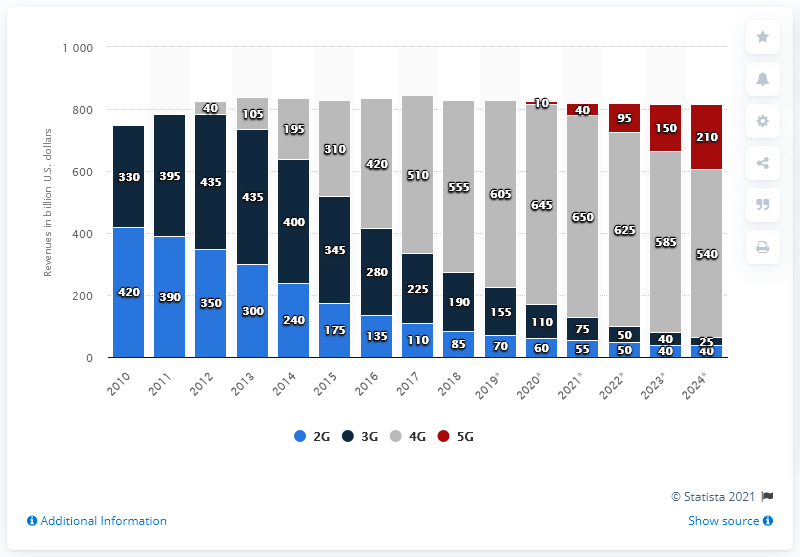 Revenues in billion U.S. dollars
1 000
800
600
400
200
0
420 330
390 395
350 435 40
300 435 105
240 400 195
175 345 310
135 280 420
110 225 510
85 190 555
70 155 605
60 110 645 10
55 75 650 40
50 50 625 95
40 40 585 150
40 25 540 210
2010 2011 2012 2013 2014 2015 2016 2017 2018 2019* 2020* 2021* 2022* 2023* 2024*
2G 3G 4G 5G
© Statista 2021
Additional Information
Show source